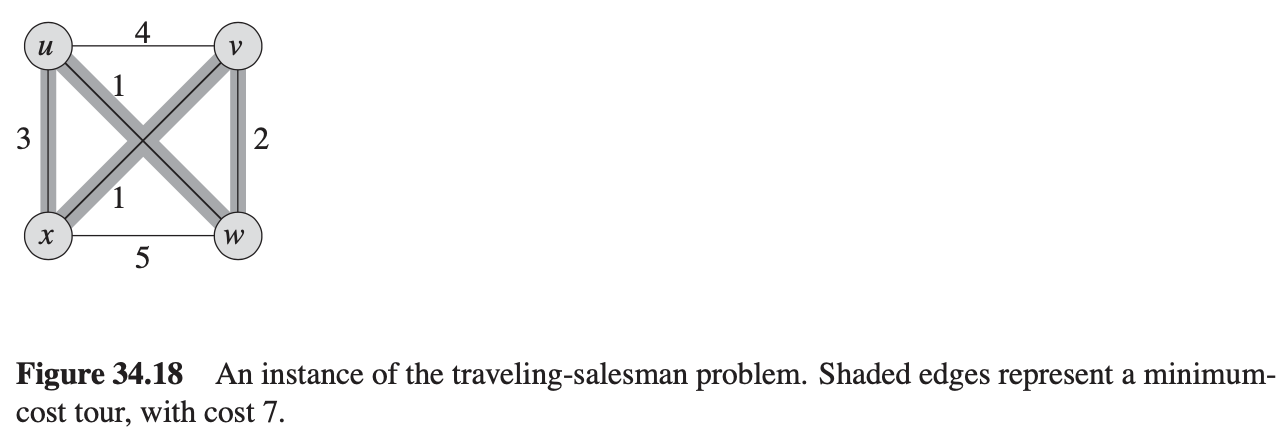 4
u
v
1
3
2
1
x
w
5
Figure 34.18 An instance of the traveling-salesman problem. Shaded edges represent a minimum-
cost tour, with cost 7.